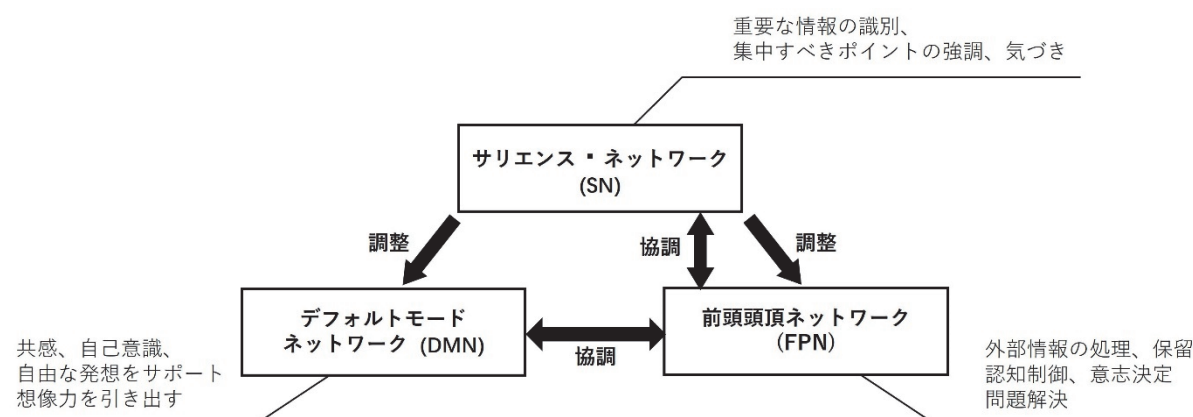 重要な情報の識別、
集中すべきポイントの強調、気づき
サリエンス・ネットワーク
(SN)
調整
協調
調整
デフォルトモード
ネットワーク (DMN)
協調
前頭頭頂ネットワーク
(FPN)
共感、自己意識、
自由な発想をサポート
想像力を引き出す
外部情報の処理、保留
認知制御、意志決定
問題解決